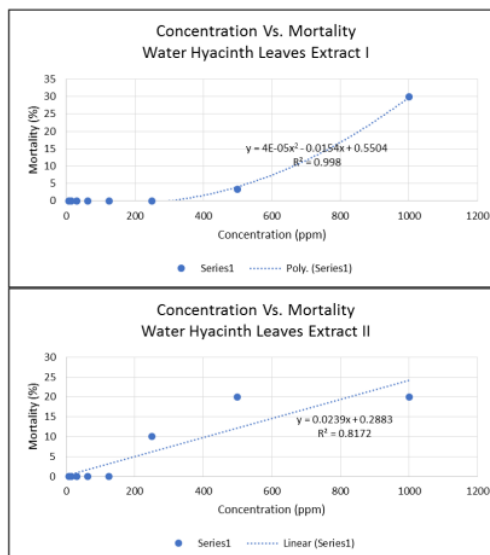 Concentration Vs. Mortality
Water Hyacinth Leaves Extract I
Mortality (%)
35
30
25
20
15
10
5
0
y = 4E-05x² - 0.0154x + 0.5504
R² = 0.998
0 200 400 600 800 1000 1200
Concentration (ppm)
Series1 Poly. (Series1)
Concentration Vs. Mortality
Water Hyacinth Leaves Extract II
Mortality (%)
30
25
20
15
10
5
0
y = 0.0239x + 0.2883
R² = 0.8172
0 200 400 600 800 1000 1200
Concentration (ppm)
Series1 Linear (Series1)